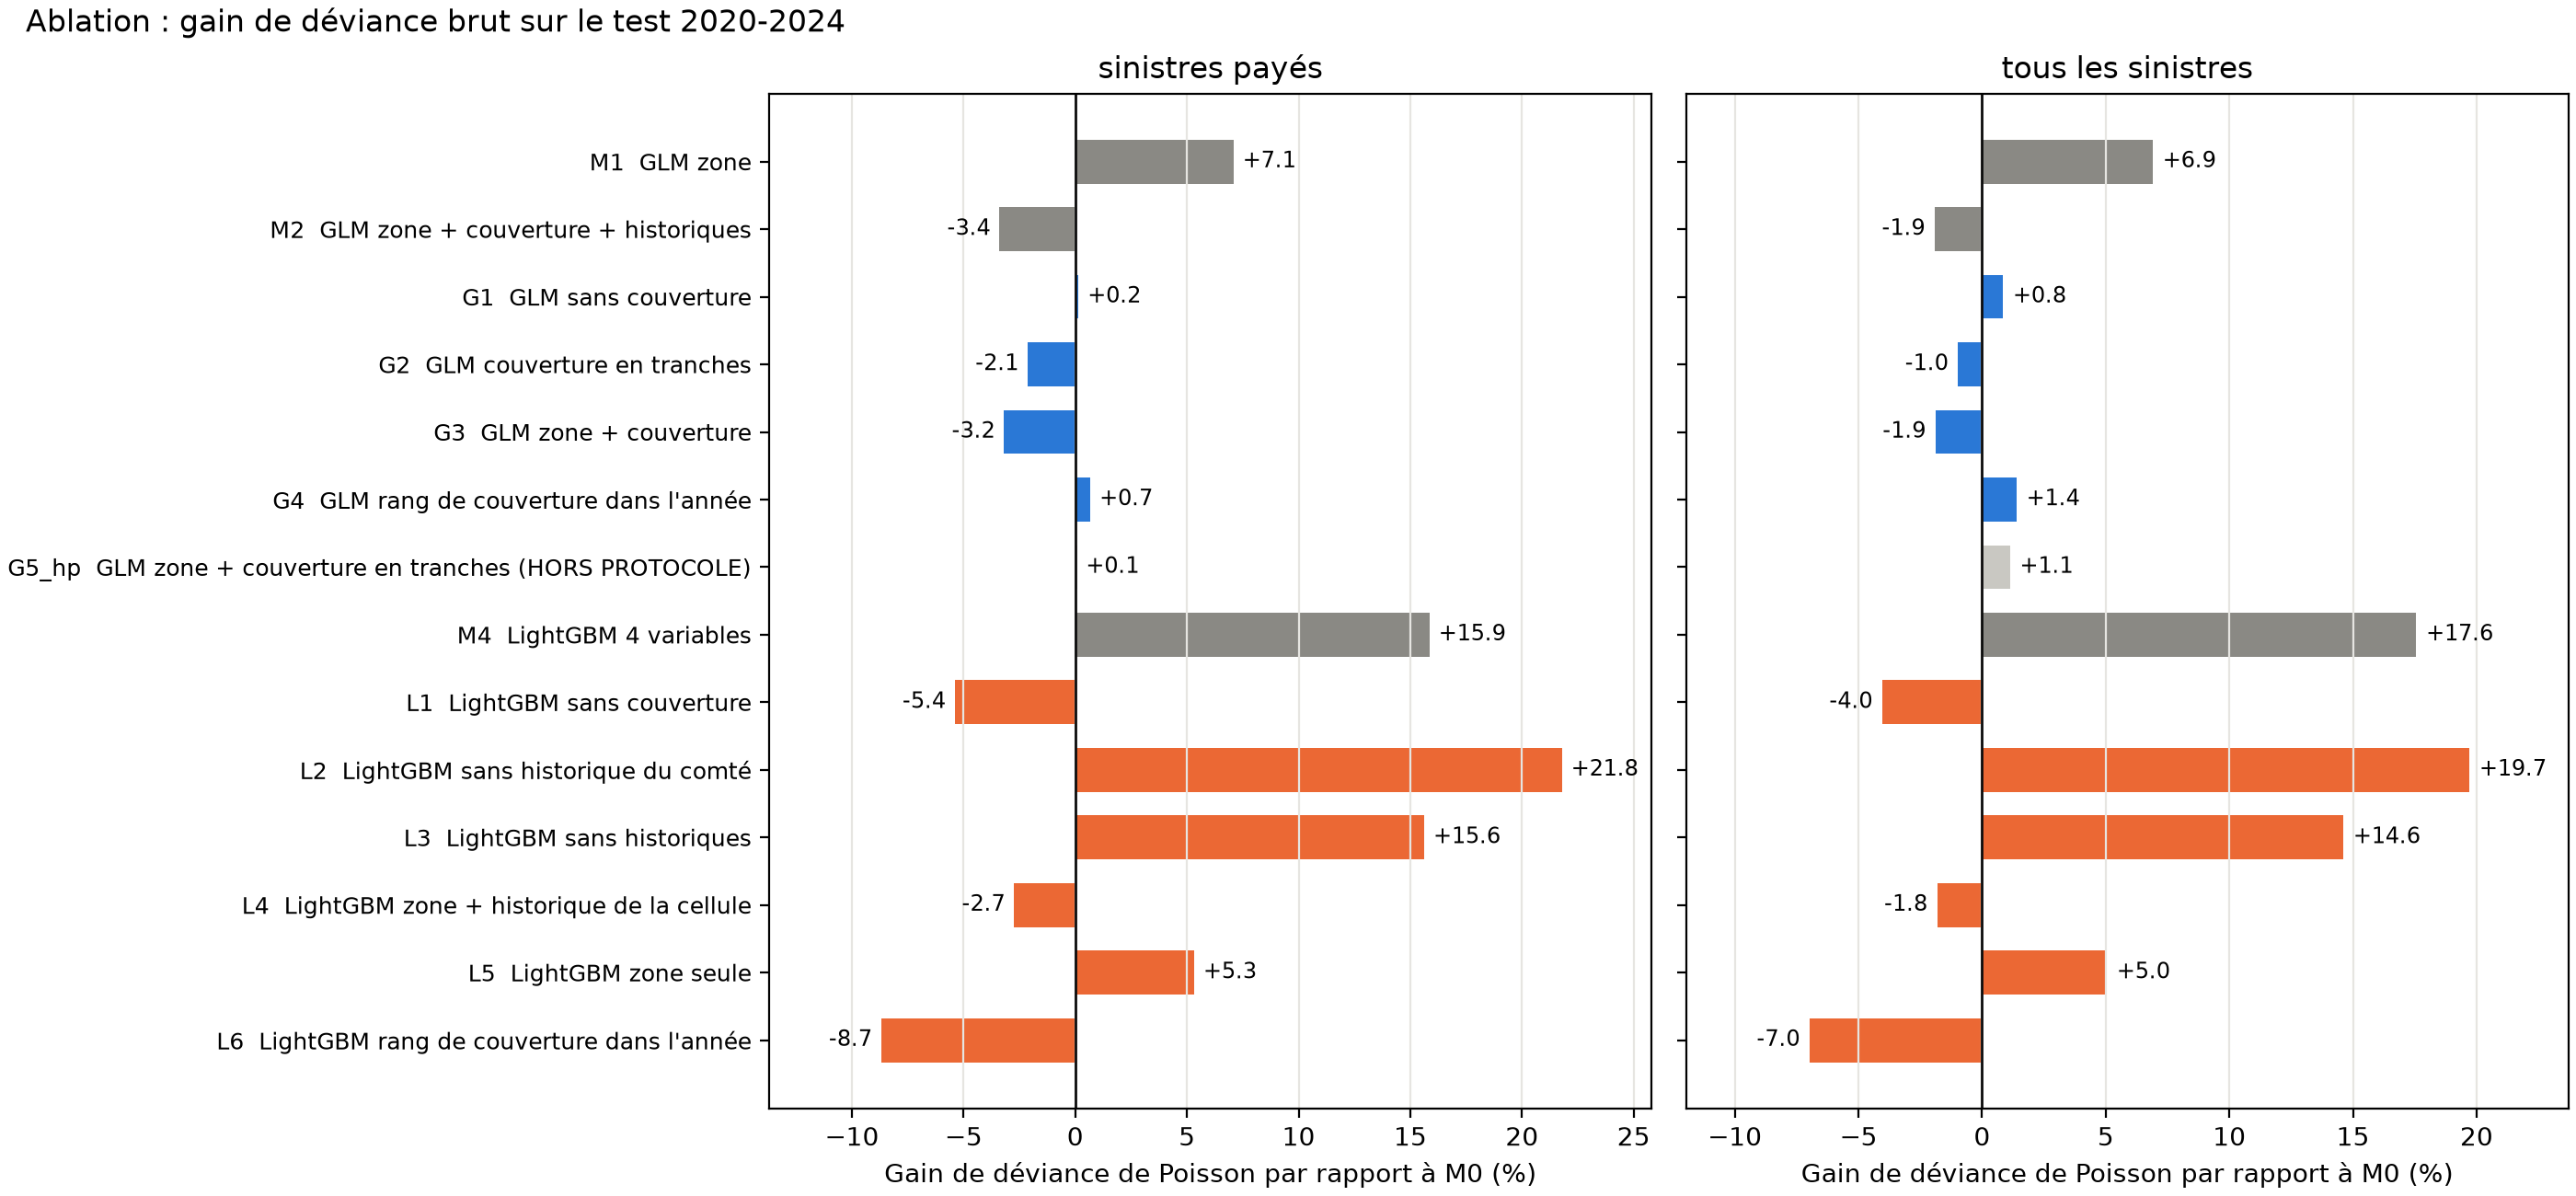 Ablation : gain de déviance brut sur le test 2020-2024
sinistres payés
M1  GLM zone
M2  GLM zone + couverture + historiques
G1  GLM sans couverture
G2  GLM couverture en tranches
G3  GLM zone + couverture
G4  GLM rang de couverture dans l'année
G5_hp  GLM zone + couverture en tranches (HORS PROTOCOLE)
M4  LightGBM 4 variables
L1  LightGBM sans couverture
L2  LightGBM sans historique du comté
L3  LightGBM sans historiques
L4  LightGBM zone + historique de la cellule
L5  LightGBM zone seule
L6  LightGBM rang de couverture dans l'année
+7.1
-3.4
+0.2
-2.1
-3.2
+0.7
+0.1
+15.9
-5.4
+21.8
+15.6
-2.7
+5.3
-8.7
−10 −5 0 5 10 15 20 25
Gain de déviance de Poisson par rapport à M0 (%)
tous les sinistres
+6.9
-1.9
+0.8
-1.0
-1.9
+1.4
+1.1
+17.6
-4.0
+19.7
+14.6
-1.8
+5.0
-7.0
−10 −5 0 5 10 15 20
Gain de déviance de Poisson par rapport à M0 (%)